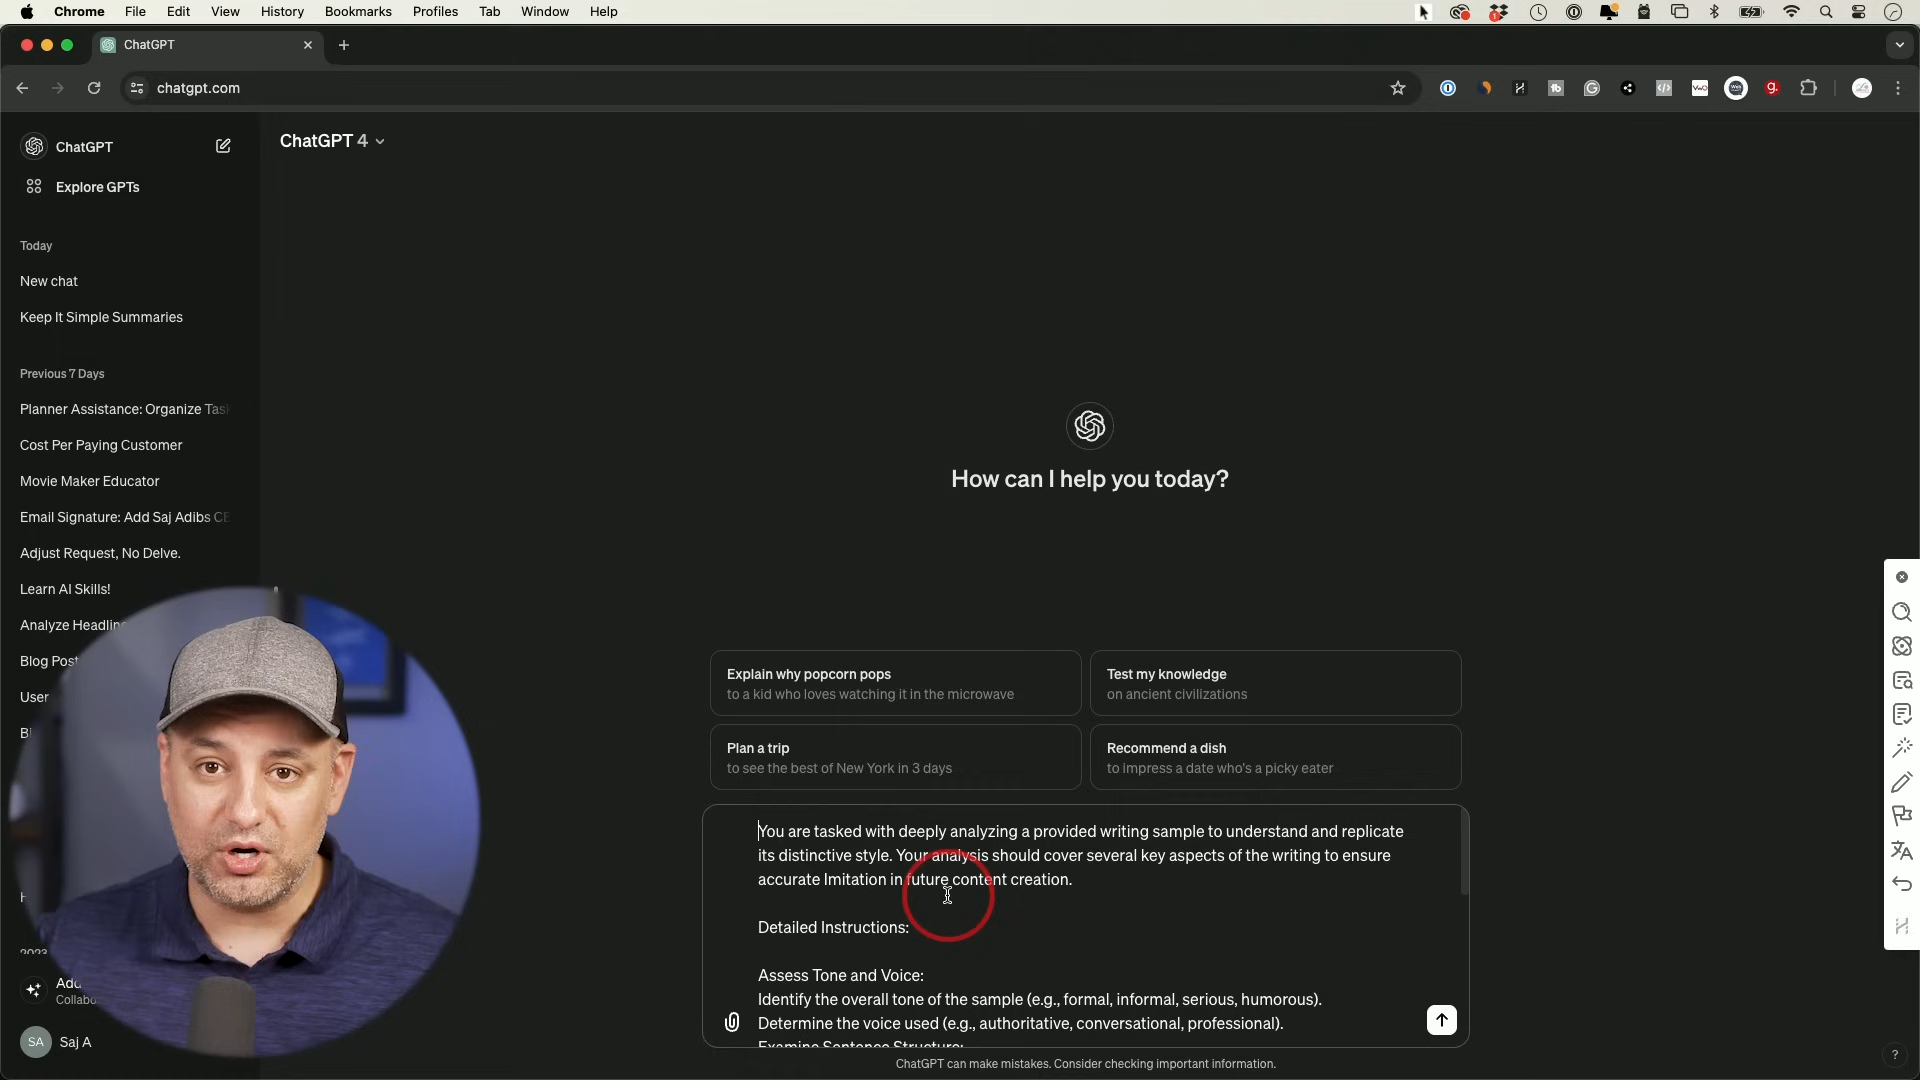 Chrome File Edit View History Bookmarks Profiles Tab Window Help
ChatGPT
chatgpt.com
ChatGPT
Explore GPTs
Today
New chat
Keep It Simple Summaries
Previous 7 Days
Planner Assistance: Organize Tas
Cost Per Paying Customer
Movie Maker Educator
Email Signature: Add Saj Adibs CE
Adjust Request, No Delve.
Learn AI Skills!
Analyze Headlin
Blog Post
User
2023
Add
Collabo
SA Saj A
ChatGPT 4
How can I help you today?
Explain why popcorn pops
to a kid who loves watching it in the microwave
Test my knowledge
on ancient civilizations
Plan a trip
to see the best of New York in 3 days
Recommend a dish
to impress a date who's a picky eater
You are tasked with deeply analyzing a provided writing sample to understand and replicate
its distinctive style. Your analysis should cover several key aspects of the writing to ensure
accurate Imitation in future content creation.
Detailed Instructions:
Assess Tone and Voice:
Identify the overall tone of the sample (e.g., formal, informal, serious, humorous).
Determine the voice used (e.g., authoritative, conversational, professional).
Examine Sentence Structure:
ChatGPT can make mistakes. Consider checking important information.
?